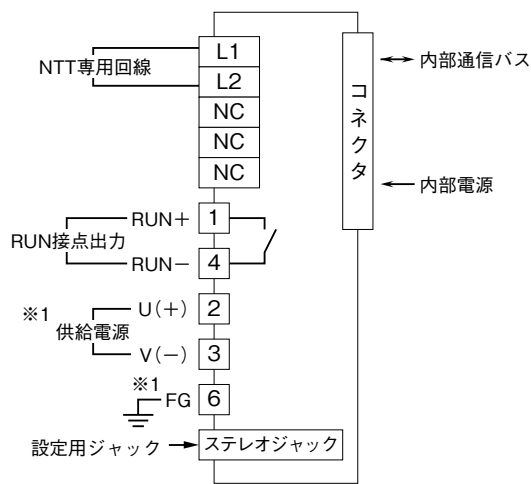 L1
NTT専用回線
L2
NC
NC
NC
コネクタ
内部通信バス
内部電源
RUN+ 1
RUN接点出力
RUN− 4
※1
U(+) 2
供給電源
V(−) 3
※1
FG 6
設定用ジャック ステレオジャック